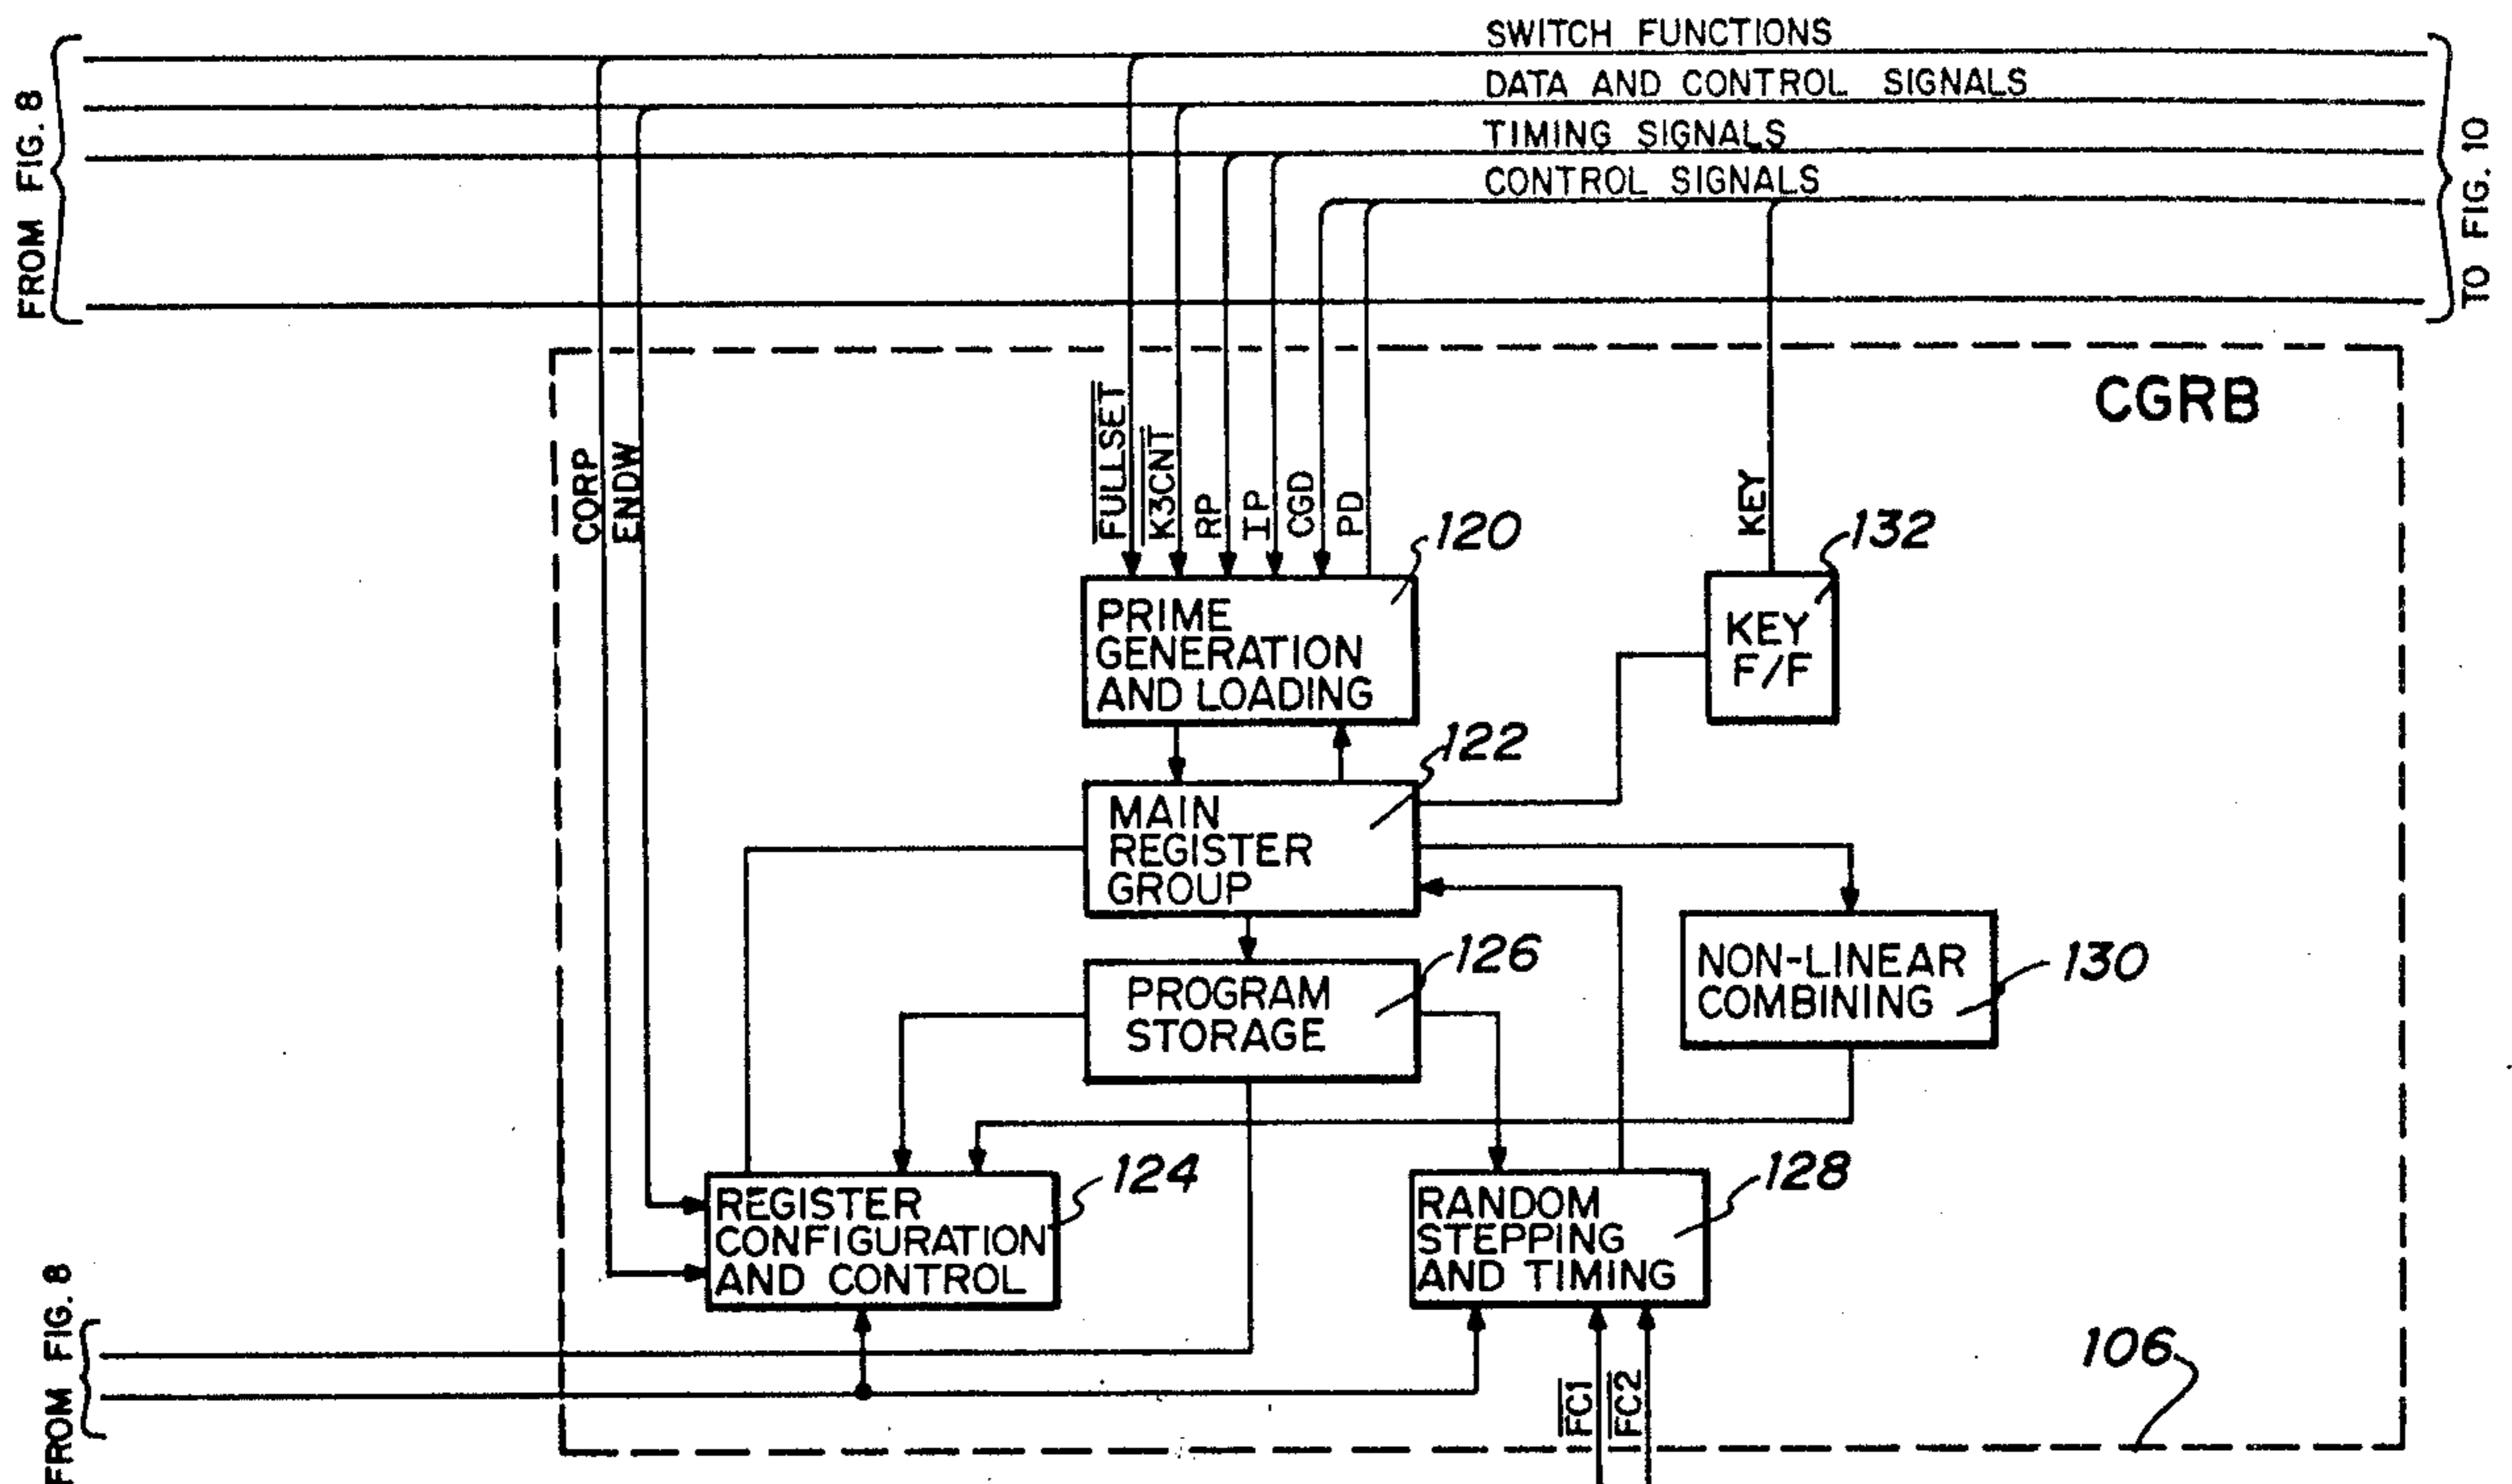 SWITCH FUNCTIONS
DATA AND CONTROL SIGNALS
TIMING SIGNALS
CONTROL SIGNALS
FROM FIG. 8
TO FIG. 10
CGRB
CORP
ENDW
FULLSET
K3CNT
RP
IP
CGD
PD
KEY
120
132
PRIME
GENERATION
AND LOADING
KEY
F/F
122
MAIN
REGISTER
GROUP
126
PROGRAM
STORAGE
NON-LINEAR
COMBINING
130
124
REGISTER
CONFIGURATION
AND CONTROL
128
RANDOM
STEPPING
AND TIMING
FROM FIG. 8
FC1
FC2
106